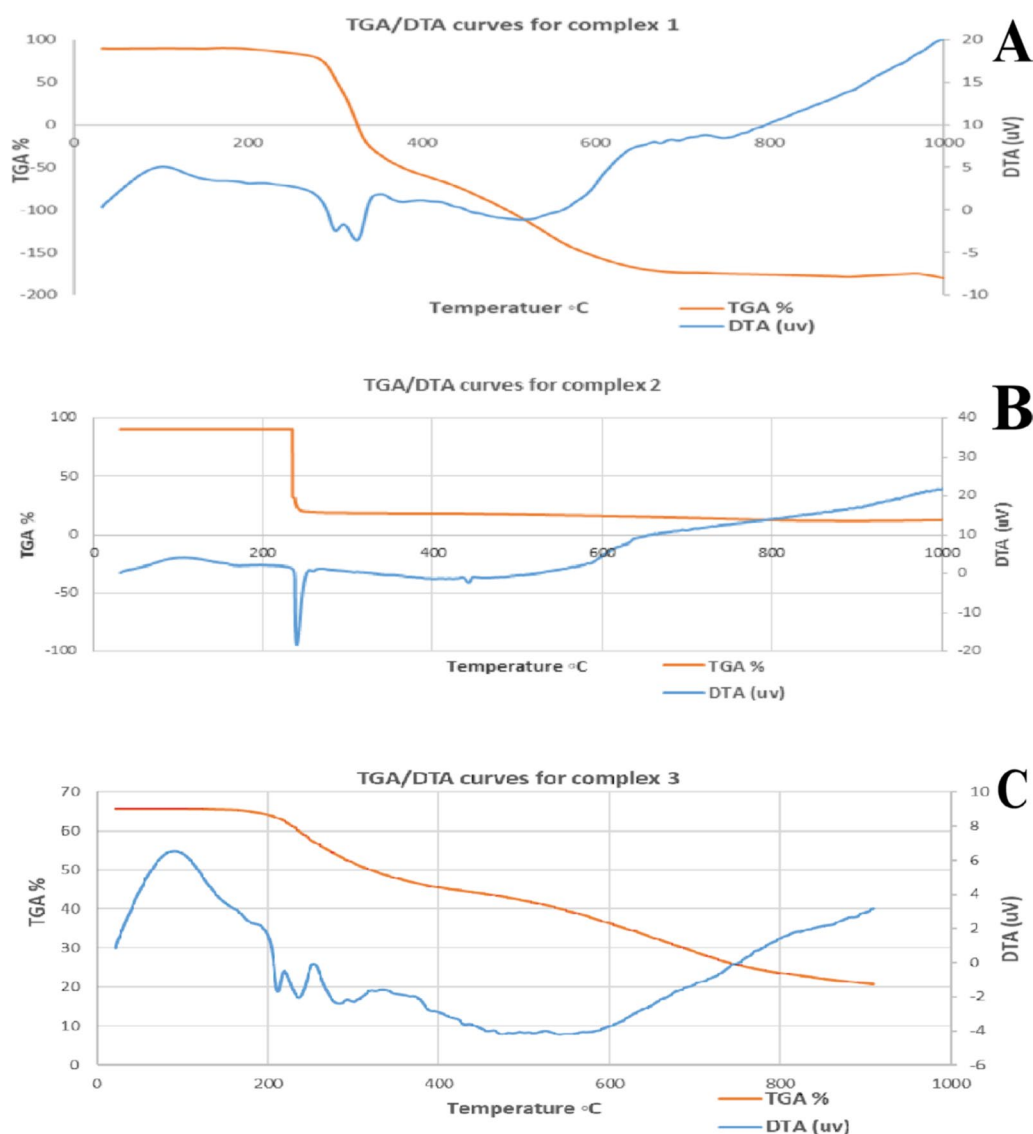 TGA/DTA curves for complex 1
A
100
20
50
15
0
0
200
400
600
800
1000
10
-50
5
-100
0
-150
-5
-200
-10
TGA %
DTA (uV)
Temperatuer ◦C
TGA %
DTA (uv)
TGA/DTA curves for complex 2
B
100
40
50
30
20
0
0
200
400
600
800
1000
10
-50
0
-10
-100
-20
TGA %
DTA (uV)
Temperature ◦C
TGA %
DTA (uv)
TGA/DTA curves for complex 3
C
70
10
60
8
50
6
40
4
30
2
20
0
10
-2
0
-4
-6
TGA %
DTA (uV)
0
200
400
600
800
1000
Temperature ◦C
TGA %
DTA (uv)